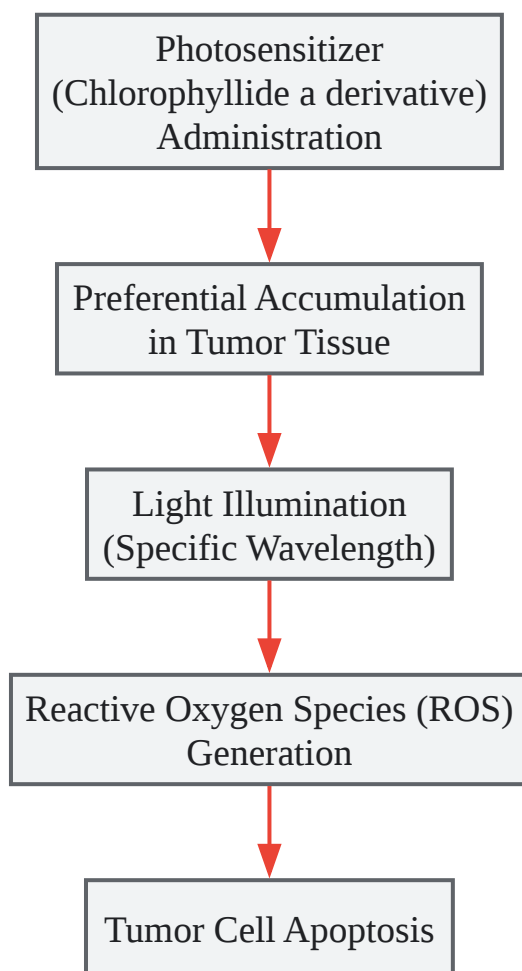 Photosensitizer
(Chlorophyllide a derivative)
Administration
Preferential Accumulation
in Tumor Tissue
Light Illumination
(Specific Wavelength)
Reactive Oxygen Species (ROS)
Generation
Tumor Cell Apoptosis